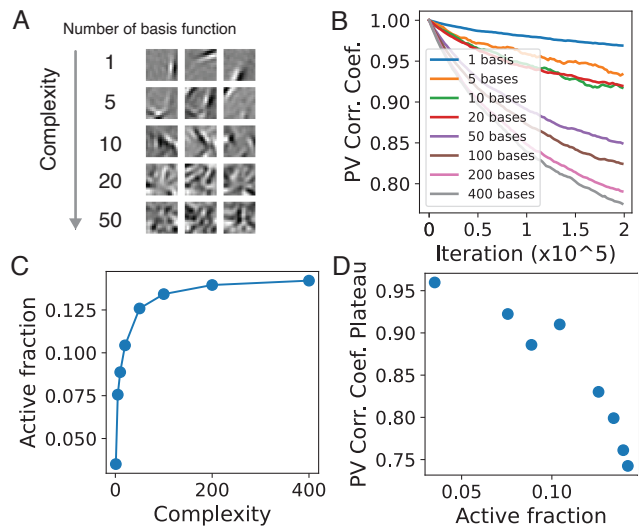 A
Number of basis function
Complexity
1
5
10
20
50
B
PV Corr. Coef.
1.00
0.95
0.90
0.85
0.80
1 basis
5 bases
10 bases
20 bases
50 bases
100 bases
200 bases
400 bases
0 0.5 1 1.5 2
Iteration (x10^5)
C
Active fraction
0.125
0.100
0.075
0.050
0 200 400
Complexity
D
PV Corr. Coef. Plateau
0.95
0.90
0.85
0.80
0.75
0.05 0.10
Active fraction